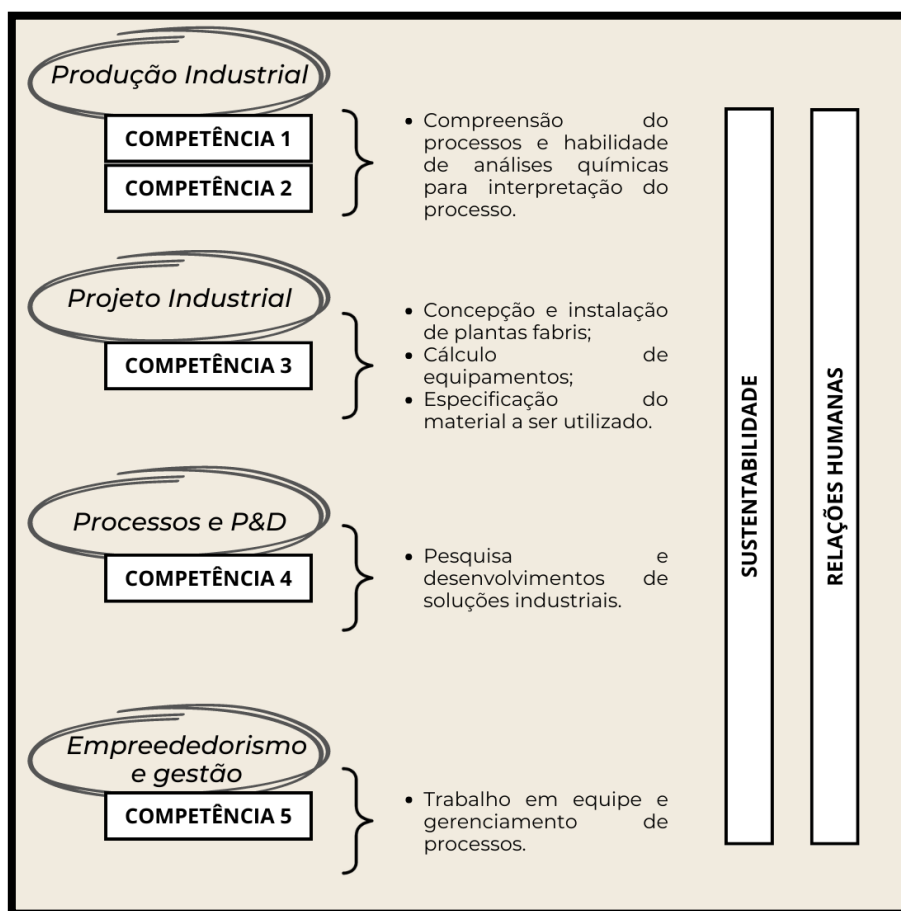 Produção Industrial
COMPETÊNCIA 1
COMPETÊNCIA 2
• Compreensão do
processos e habilidade
de análises químicas
para interpretação do
processo.
Projeto Industrial
COMPETÊNCIA 3
• Concepção e instalação
de plantas fabris;
• Cálculo de
equipamentos;
• Especificação do
material a ser utilizado.
Processos e P&D
COMPETÊNCIA 4
• Pesquisa e
desenvolvimentos de
soluções industriais.
Empreededorismo
e gestão
COMPETÊNCIA 5
• Trabalho em equipe e
gerenciamento de
processos.
SUSTENTABILIDADE
RELAÇÕES HUMANAS